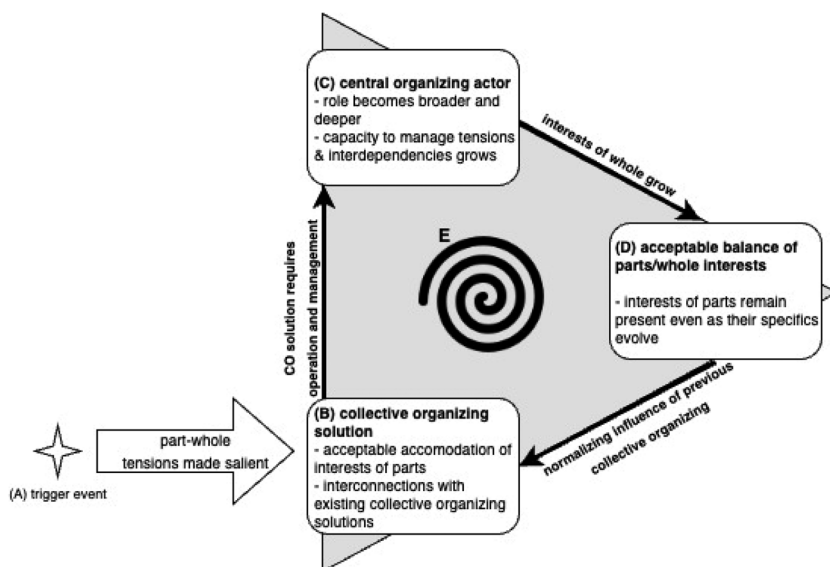 (C) central organizing actor
- role becomes broader and
deeper
- capacity to manage tensions
& interdependencies grows
interests of whole grow
(D) acceptable balance of
parts/whole interests
- interests of parts remain
present even as their specifics
evolve
E
CO solution requires
operation and management
normalizing influence of previous
collective organizing
(B) collective organizing
solution
- acceptable accomodation of
interests of parts
- interconnections with
existing collective organizing
solutions
part-whole
tensions made salient
(A) trigger event